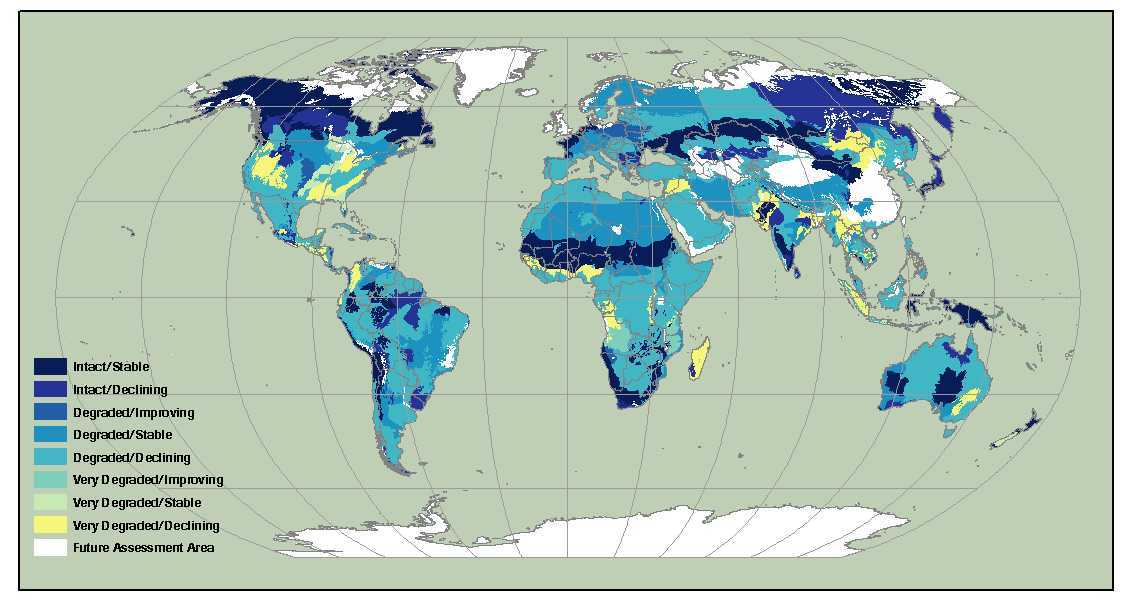 Intact/Stable
Intact/Declining
Degraded/Improving
Degraded/Stable
Degraded/Declining
Very Degraded/Improving
Very Degraded/Stable
Very Degraded/Declining
Future Assessment Area